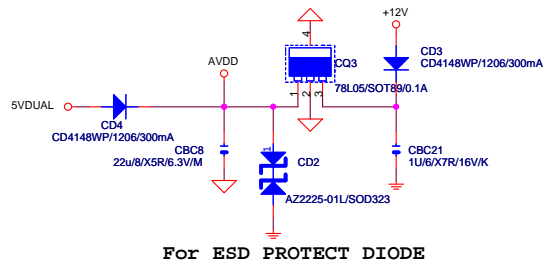 +12V
4
CD3
CD4148WP/1206/300mA
AVDD
CQ3
78L05/SOT89/0.1A
1
2
3
5VDUAL
CD4
CD4148WP/1206/300mA
CBC8
22u/8/X5R/6.3V/M
1
CD2
CBC21
1U/6/X7R/16V/K
AZ2225-01L/SOD323
For ESD PROTECT DIODE